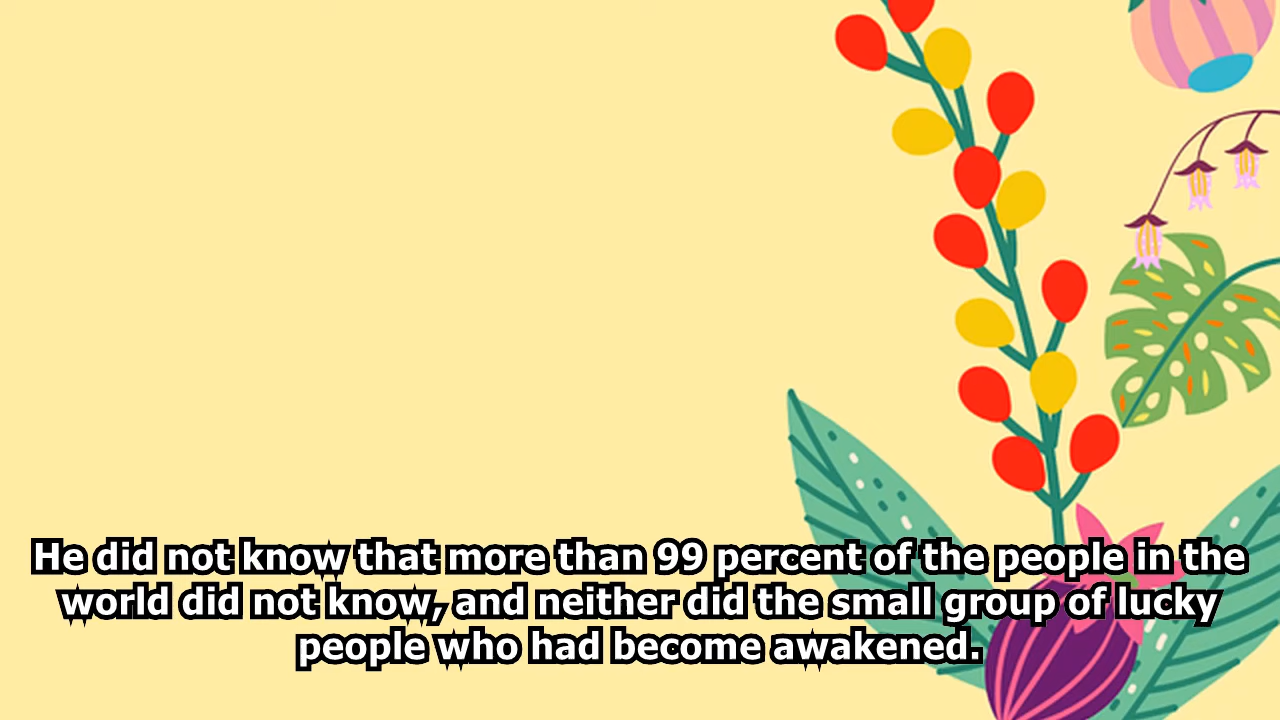 He did not know that more than 99 percent of the people in the
world did not know, and neither did the small group of lucky
people who had become awakened.